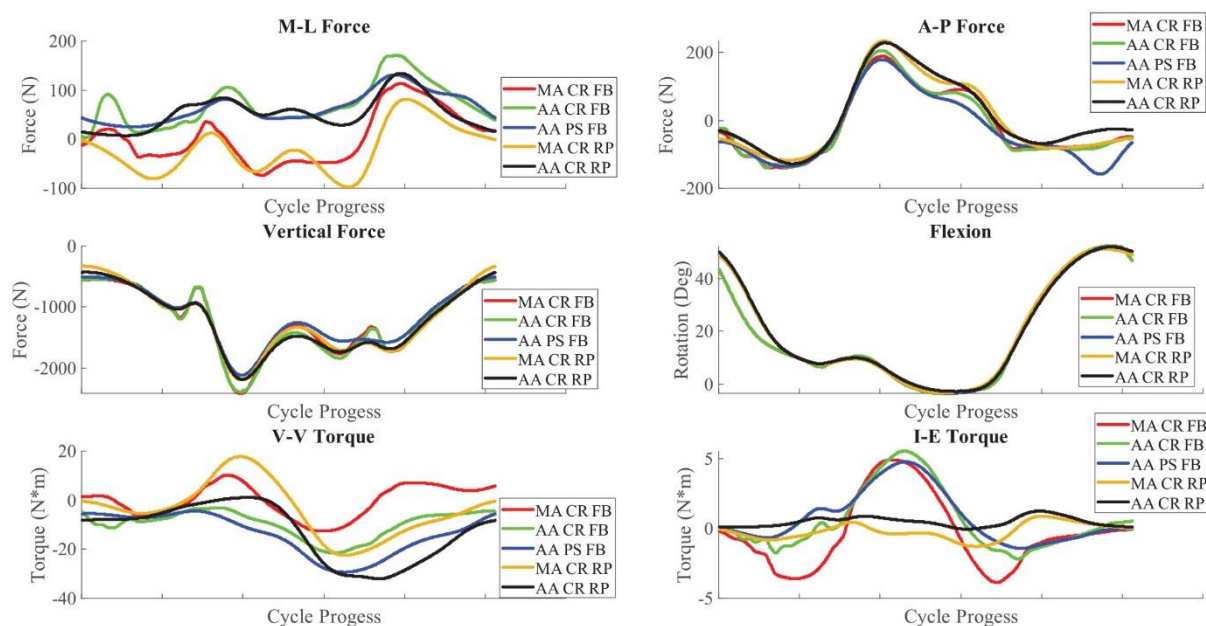 M-L Force
Force (N)
200
100
0
-100
MA CR FB
AA CR FB
AA PS FB
MA CR RP
AA CR RP
Cycle Progress
A-P Force
Force (N)
200
0
-200
MA CR FB
AA CR FB
AA PS FB
MA CR RP
AA CR RP
Cycle Progress
Vertical Force
Force (N)
0
-1000
-2000
MA CR FB
AA CR FB
AA PS FB
MA CR RP
AA CR RP
Cycle Progess
Flexion
Rotation (Deg)
40
20
0
MA CR FB
AA CR FB
AA PS FB
MA CR RP
AA CR RP
Cycle Progess
V-V Torque
Torque (N*m)
20
0
-20
-40
MA CR FB
AA CR FB
AA PS FB
MA CR RP
AA CR RP
Cycle Progess
I-E Torque
Torque (N*m)
5
0
-5
MA CR FB
AA CR FB
AA PS FB
MA CR RP
AA CR RP
Cycle Progess